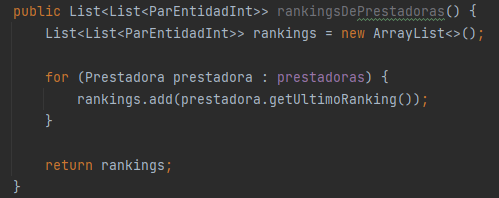 public List<List<ParEntidadInt>> rankingsDePrestadoras() {
List<List<ParEntidadInt>> rankings = new ArrayList<>();
for (Prestadora prestadora : prestadoras) {
rankings.add(prestadora.getUltimoRanking());
}
return rankings;
}